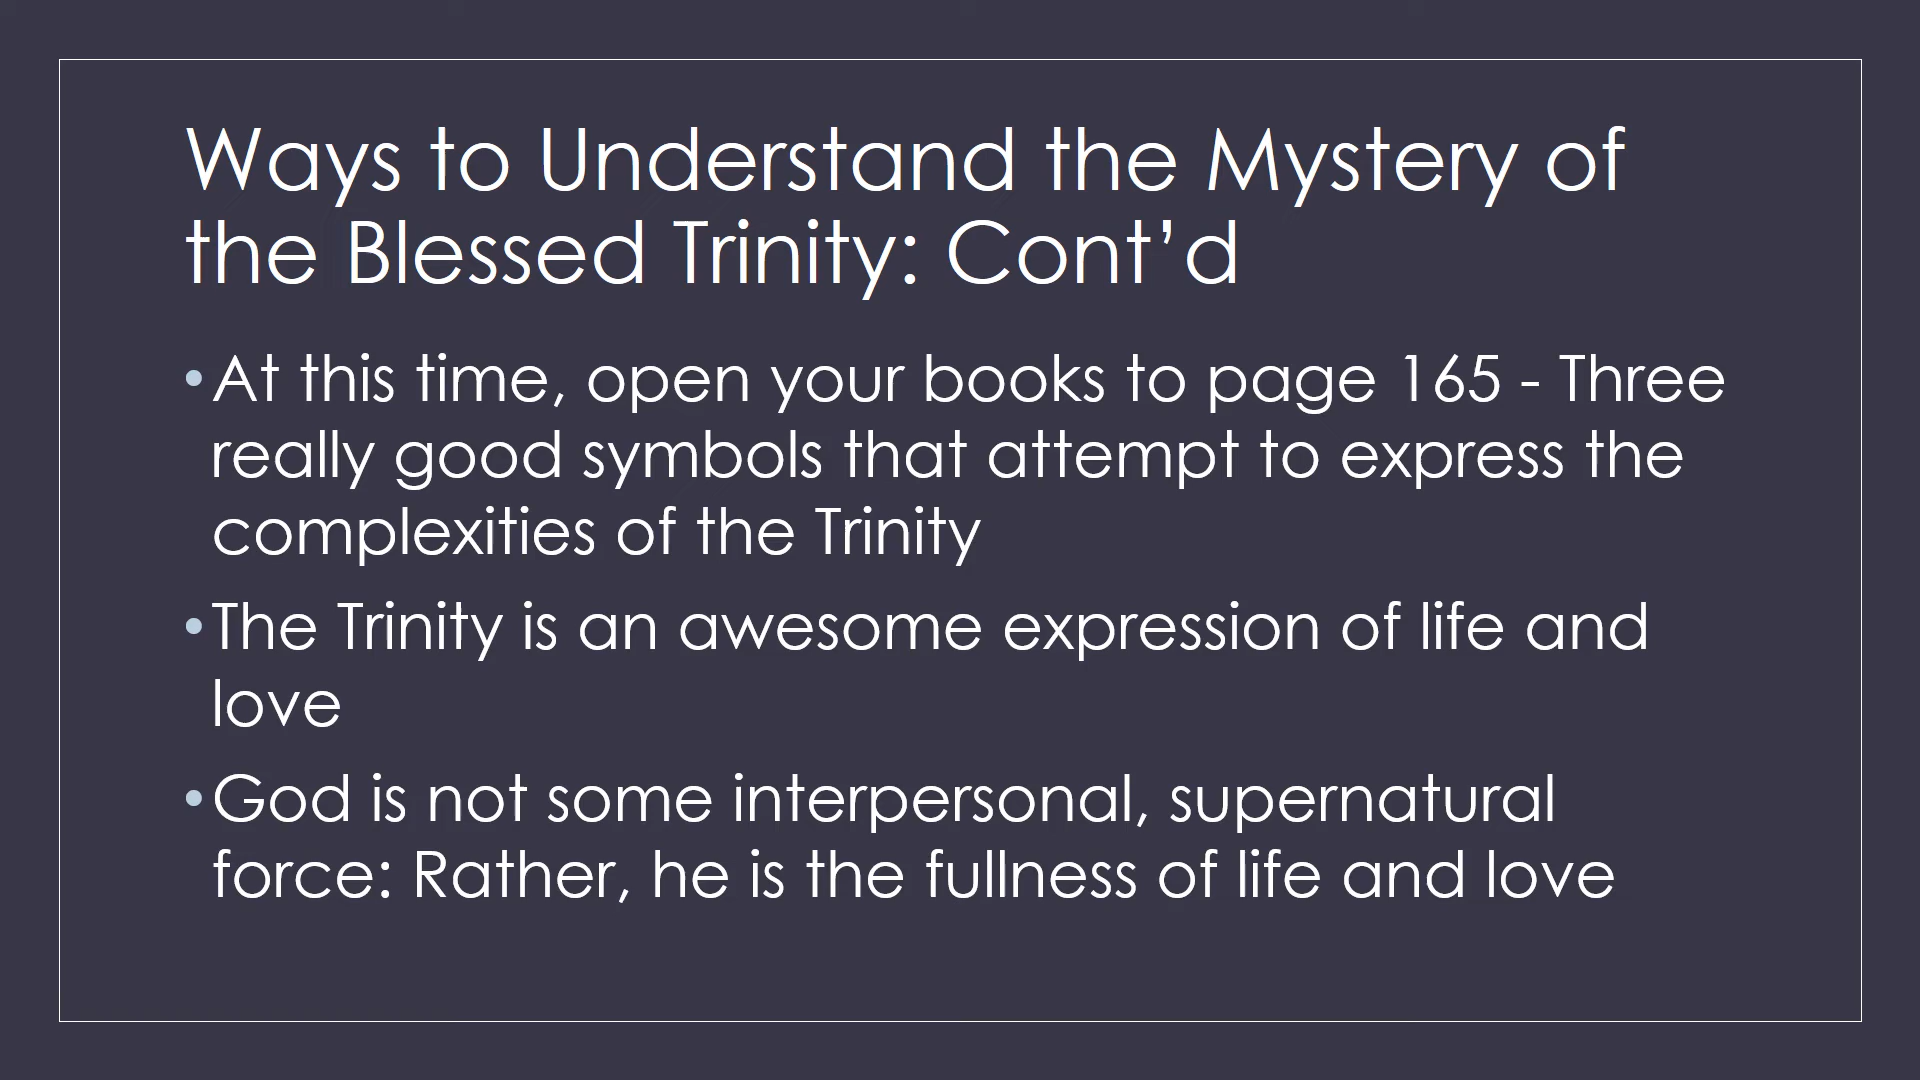 Ways to Understand the Mystery of
the Blessed Trinity: Cont’d
•At this time, open your books to page 165 - Three
really good symbols that attempt to express the
complexities of the Trinity
•The Trinity is an awesome expression of life and
love
•God is not some interpersonal, supernatural
force: Rather, he is the fullness of life and love